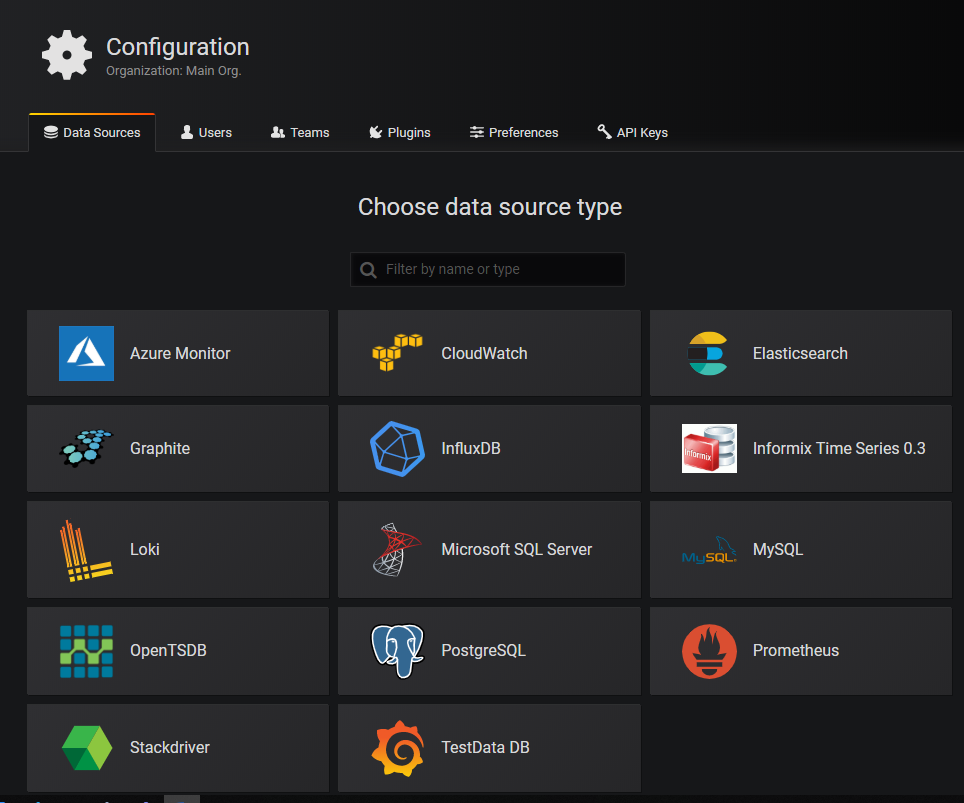 Configuration
Organization: Main Org.
Data Sources Users Teams Plugins Preferences API Keys
Choose data source type
Filter by name or type
Azure Monitor CloudWatch Elasticsearch
Graphite InfluxDB Informix Informix Time Series 0.3
Loki Microsoft SQL Server MySQL MySQL
OpenTSDB PostgreSQL Prometheus
Stackdriver TestData DB